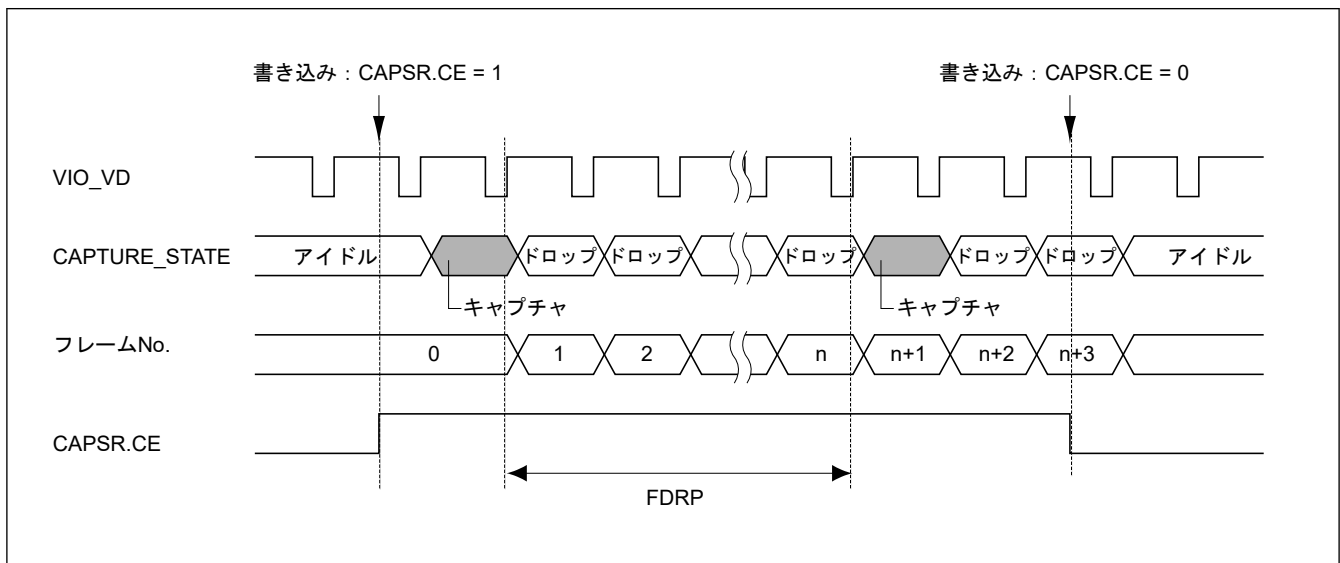 書き込み:CAPSR.CE = 1 書き込み:CAPSR.CE = 0
VIO_VD
CAPTURE_STATE アイドル ドロップ ドロップ ドロップ ドロップ ドロップ アイドル
キャプチャ キャプチャ
フレームNo. 0 1 2 n n+1 n+2 n+3
CAPSR.CE
FDRP